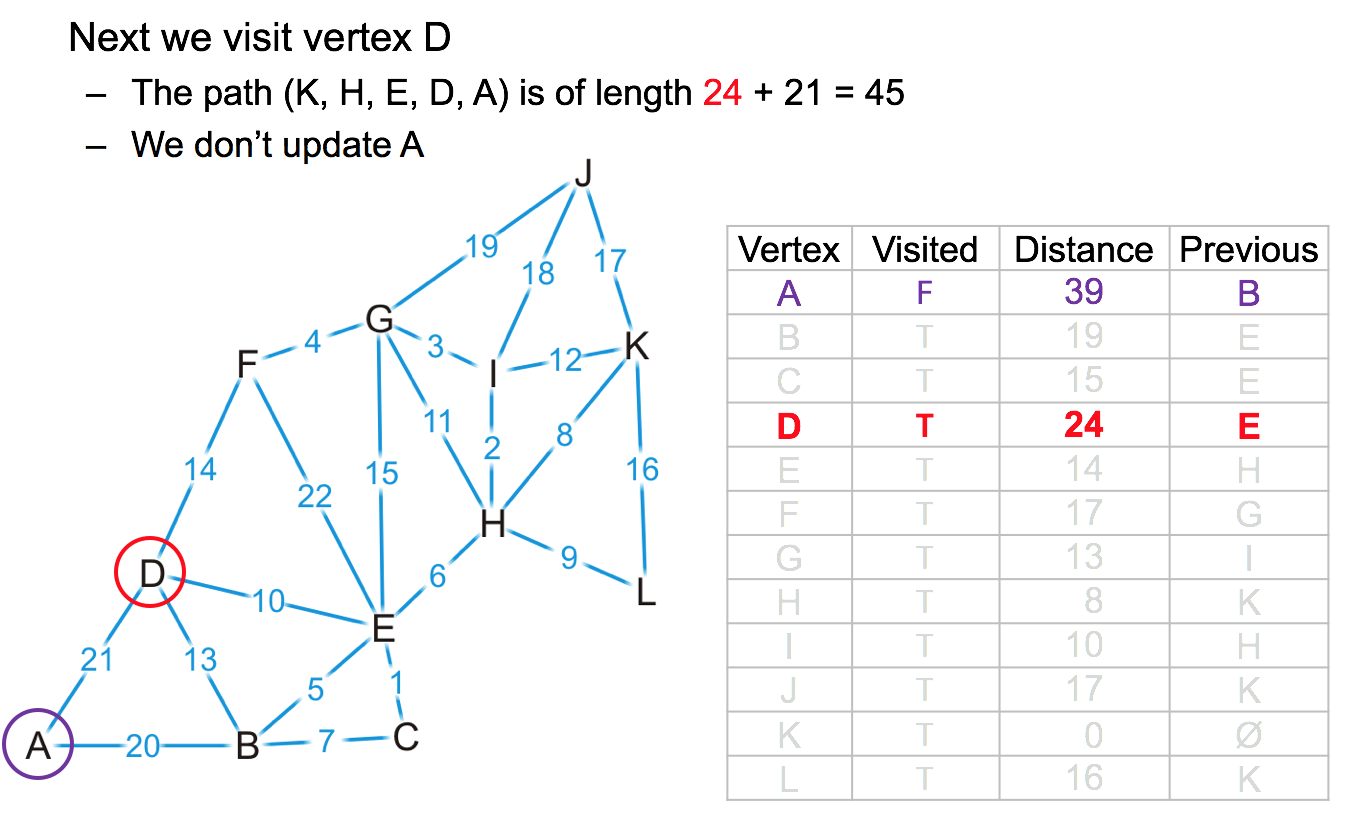 Next we visit vertex D
– The path (K, H, E, D, A) is of length 24 + 21 = 45
– We don’t update A
J
19
18
17
G
4
3
K
F
I
12
11
8
2
14
15
16
22
H
9
D
6
L
10
E
21
13
5
1
A
20
B
7
C
Vertex Visited Distance Previous
A F 39 B
B T 19 E
C T 15 E
D T 24 E
E T 14 H
F T 17 G
G T 13 I
H T 8 K
I T 10 H
J T 17 K
K T 0 Ø
L T 16 K